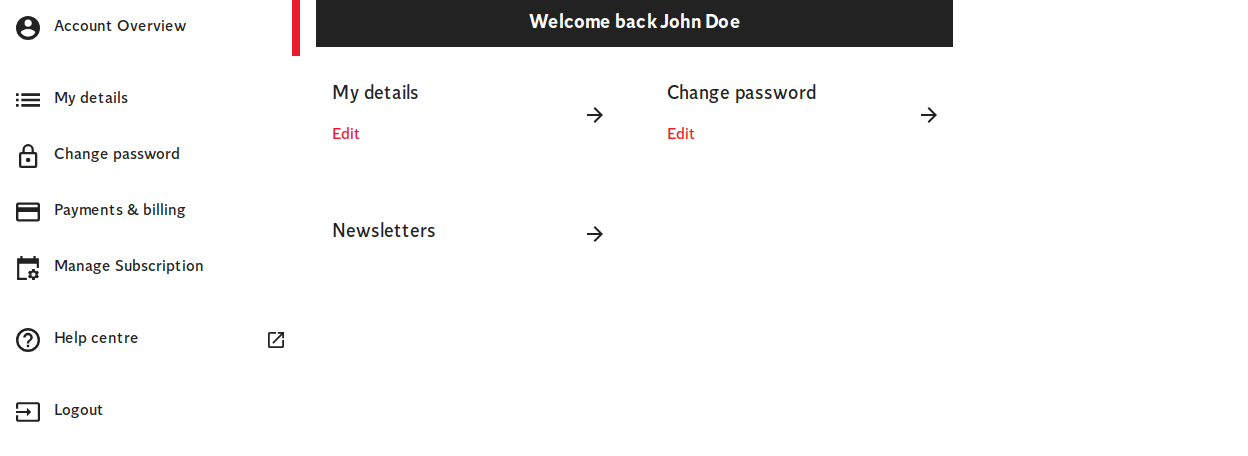 Account Overview
My details
Change password
Payments & billing
Manage Subscription
Help centre
Logout
Welcome back John Doe
My details
Edit
Change password
Edit
Newsletters